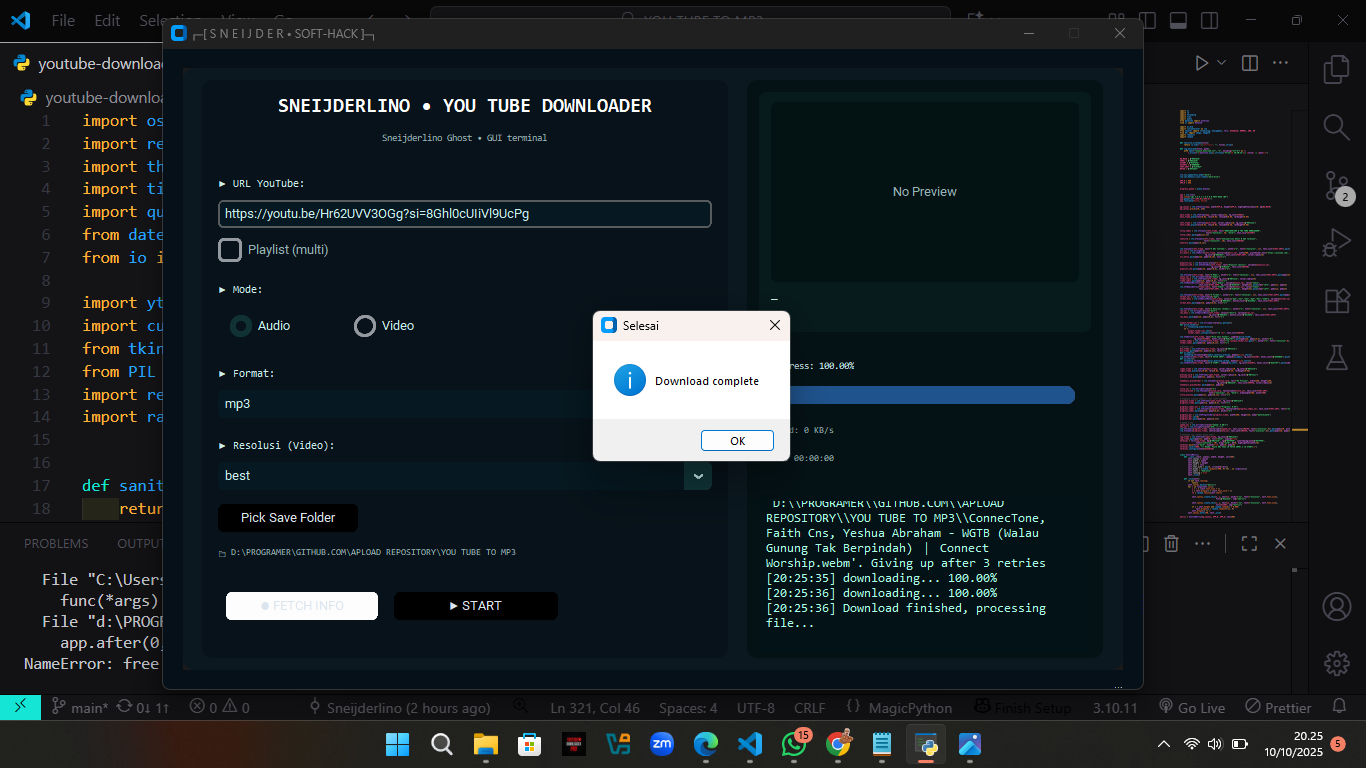 File Edit
┌─[ S N E I J D E R • SOFT-HACK ]─┐
youtube-downloa
youtube-downloa
1 import os
2 import re
3 import th
4 import ti
5 import qu
6 from date
7 from io i
8
9 import yt
10 import cu
11 from tkin
12 from PIL
13 import re
14 import ra
15
16
17 def sanit
18 retur
SNEIJDERLINO • YOU TUBE DOWNLOADER
Sneijderlino Ghost • GUI terminal
► URL YouTube:
https://youtu.be/Hr62UVV3OGg?si=8Ghl0cUIiVl9UcPg
Playlist (multi)
► Mode:
Audio Video
► Format:
mp3
► Resolusi (Video):
best
Pick Save Folder
D:\PROGRAMER\GITHUB.COM\APLOAD REPOSITORY\YOU TUBE TO MP3
● FETCH INFO
► START
No Preview
—
Selesai
Download complete
OK
ress: 100.00%
d: 0 KB/s
00:00:00
D:\\PROGRAMER\\GITHUB.COM\\APLOAD
REPOSITORY\\YOU TUBE TO MP3\\ConnecTone,
Faith Cns, Yeshua Abraham - WGTB (Walau
Gunung Tak Berpindah) | Connect
Worship.webm'. Giving up after 3 retries
[20:25:35] downloading... 100.00%
[20:25:36] downloading... 100.00%
[20:25:36] Download finished, processing
file...
PROBLEMS OUTPU
File "C:\Users
func(*args)
File "d:\PROGR
app.after(0,
NameError: free
2
main* 0↓ 1↑ 0 0 Sneijderlino (2 hours ago) Ln 321, Col 46 Spaces: 4 UTF-8 CRLF {} MagicPython Finish Setup 3.10.11 Go Live Prettier
zm
15
20.25
10/10/2025
5